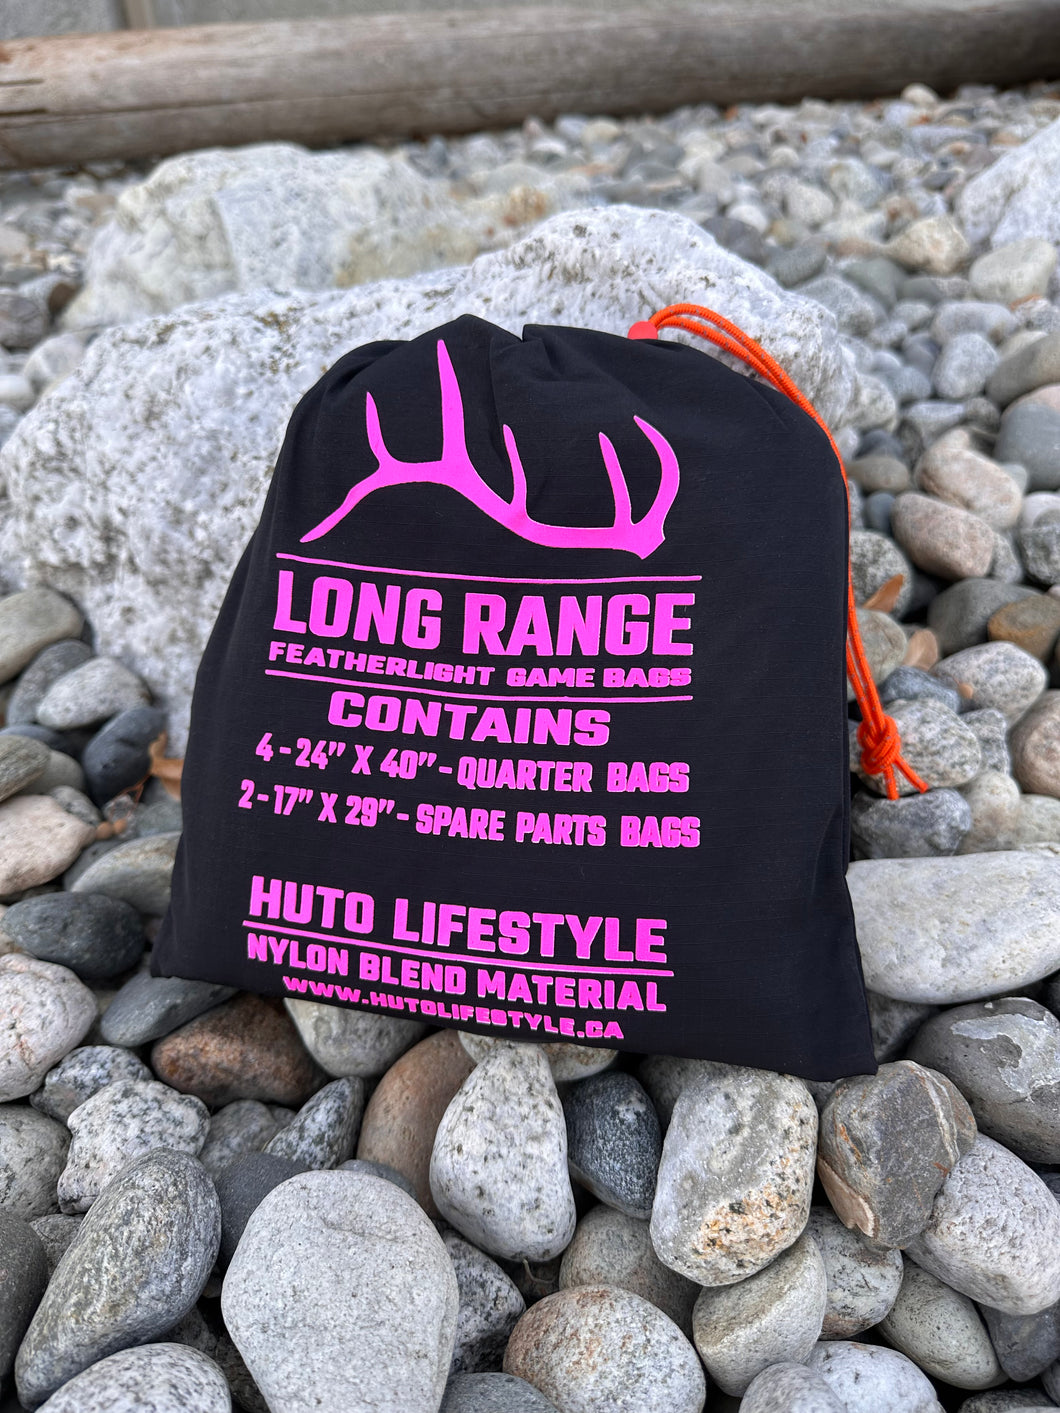 LONG RANGE
FEATHERLIGHT GAME BAGS
CONTAINS
4-24" X 40"-QUARTER BAGS
2-17" X 29"-SPARE PARTS BAGS
HUTO LIFESTYLE
NYLON BLEND MATERIAL
WWW.HUTOLIFESTYLE.CA